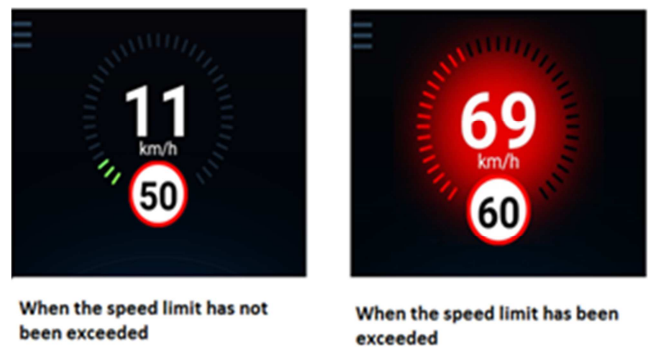 11
km/h
50
When the speed limit has not
been exceeded
69
km/h
60
When the speed limit has been
exceeded